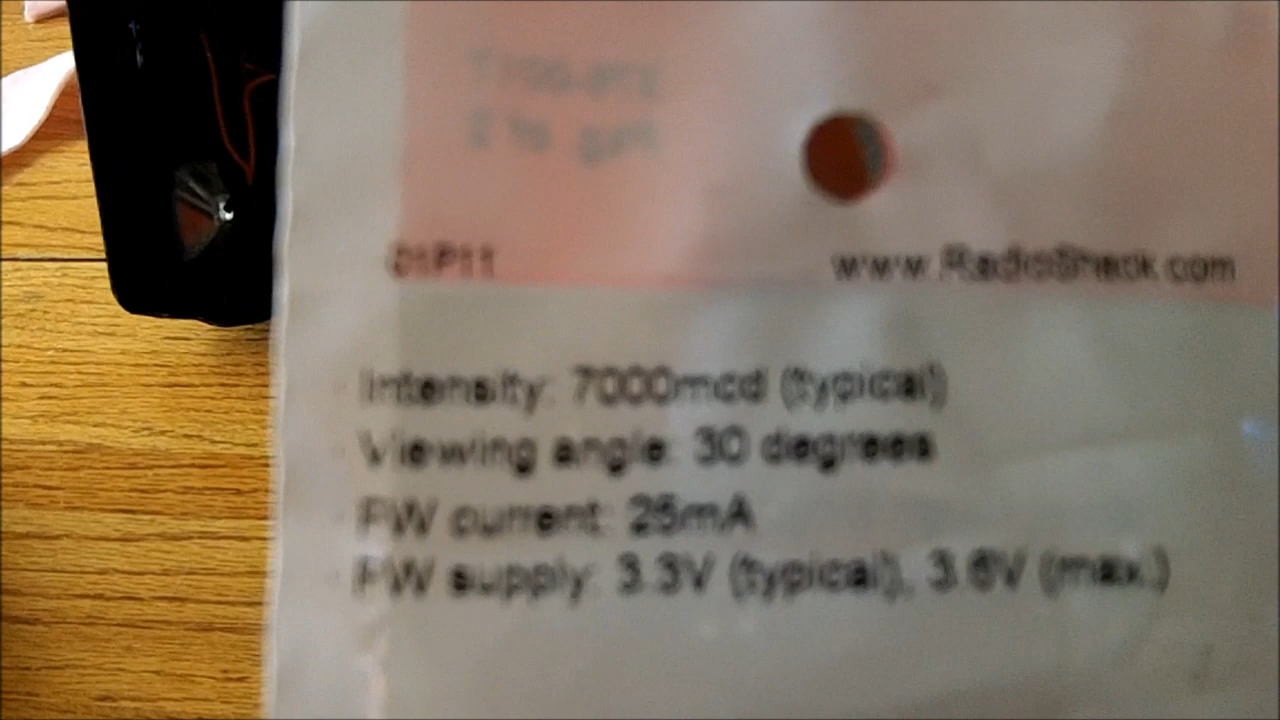 01P11
www.RadioShack.com
Intensity: 7000mcd (typical)
Viewing angle: 30 degrees
FW current: 25mA
FW supply: 3.3V (typical), 3.6V (max.)